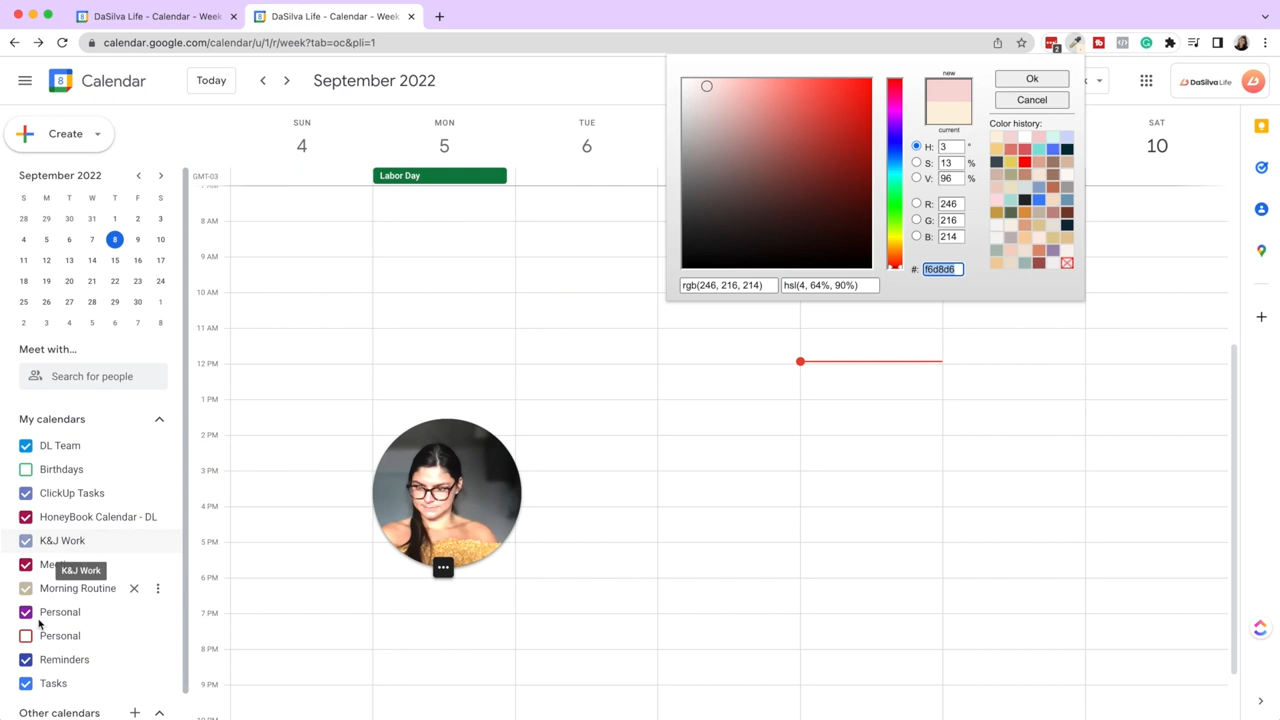 DaSilva Life - Calendar - Week
DaSilva Life - Calendar - Week
calendar.google.com/calendar/u/1/r/week?tab=oc&pli=1
2
8
Calendar
Today
September 2022
DaSilva Life
Create
September 2022
S M T W T F S
28 29 30 31 1 2 3
4 5 6 7 8 9 10
11 12 13 14 15 16 17
18 19 20 21 22 23 24
25 26 27 28 29 30 1
2 3 4 5 6 7 8
Meet with...
Search for people
My calendars
DL Team
Birthdays
ClickUp Tasks
HoneyBook Calendar - DL
K&J Work
K&J Work
Morning Routine
Personal
Personal
Reminders
Tasks
Other calendars
SUN
4
MON
5
TUE
6
SAT
10
GMT-03
Labor Day
8 AM
9 AM
10 AM
11 AM
12 PM
1 PM
2 PM
3 PM
4 PM
5 PM
6 PM
7 PM
8 PM
9 PM
new
current
Ok
Cancel
Color history:
H: 3 °
S: 13 %
V: 96 %
R: 246
G: 216
B: 214
#: f6d8d6
rgb(246, 216, 214)
hsl(4, 64%, 90%)